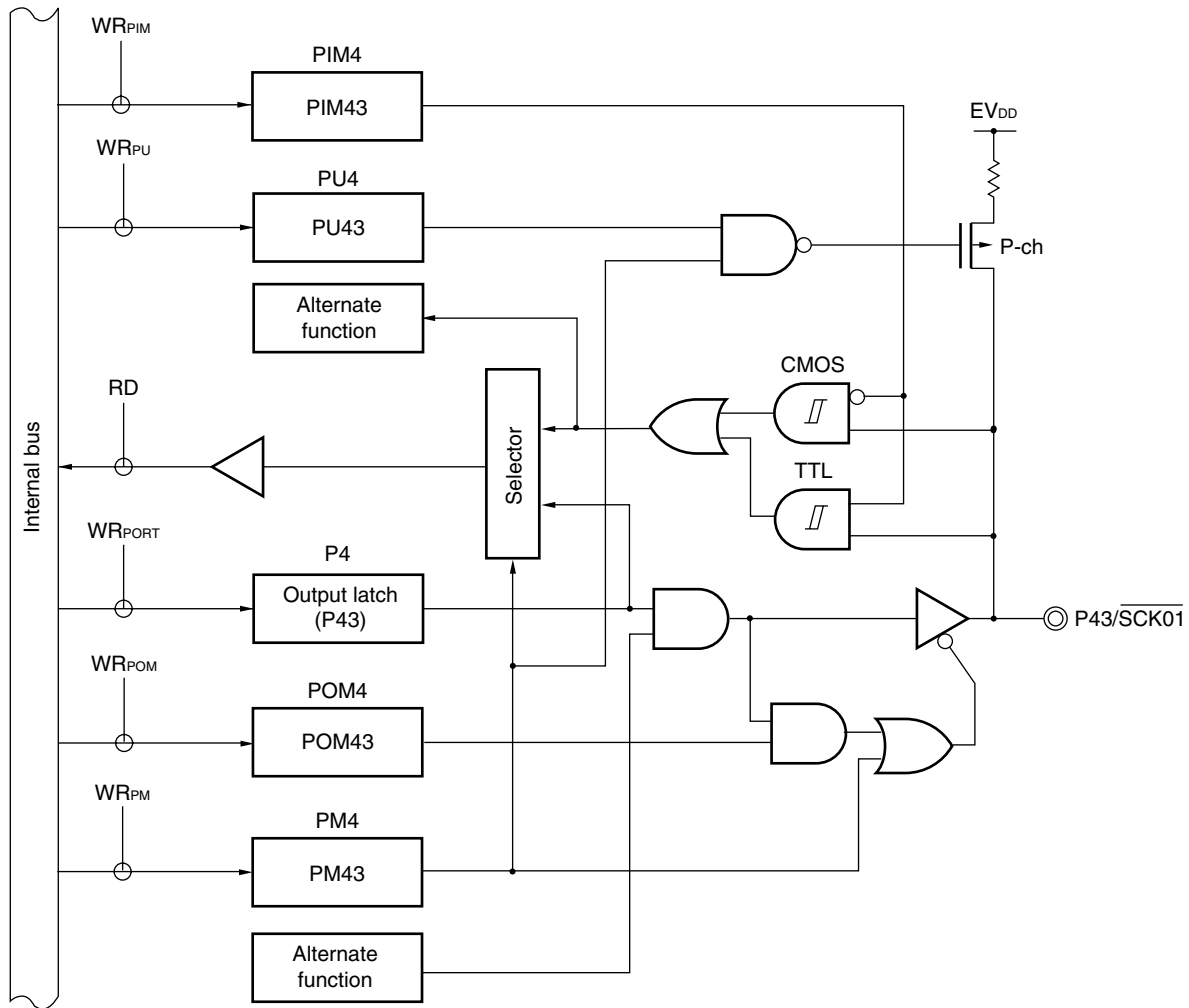 WRPIM
PIM4
PIM43
EVDD
WRPU
PU4
PU43
P-ch
Alternate
function
CMOS
RD
Selector
TTL
Internal bus
WRPORT
P4
Output latch
(P43)
P43/SCK01
WRPOM
POM4
POM43
WRPM
PM4
PM43
Alternate
function